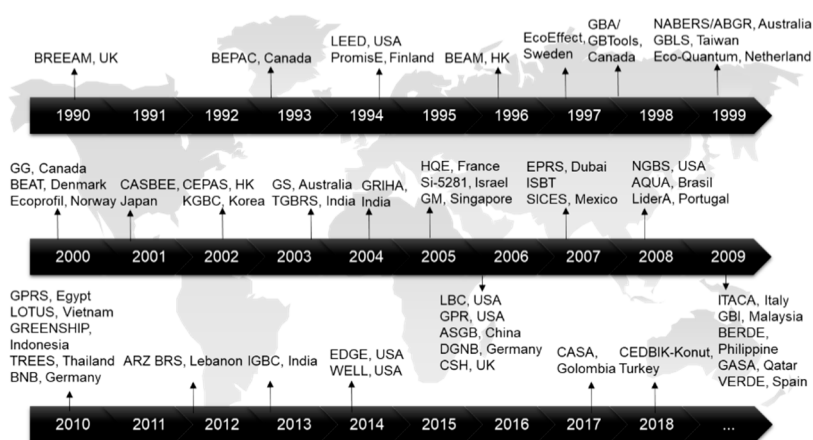 BREEAM, UK
BEPAC, Canada
LEED, USA
PromisE, Finland
BEAM, HK
EcoEffect,
Sweden
GBA/
GBTools,
Canada
NABERS/ABGR, Australia
GBLS, Taiwan
Eco-Quantum, Netherland
1990 1991 1992 1993 1994 1995 1996 1997 1998 1999
GG, Canada
BEAT, Denmark
Ecoprofil, Norway
CASBEE,
Japan
CEPAS, HK
KGBC, Korea
GS, Australia
TGBRS, India
GRIHA,
India
HQE, France
Si-5281, Israel
GM, Singapore
EPRS, Dubai
ISBT
SICES, Mexico
NGBS, USA
AQUA, Brasil
LiderA, Portugal
2000 2001 2002 2003 2004 2005 2006 2007 2008 2009
LBC, USA
GPR, USA
ASGB, China
DGNB, Germany
CSH, UK
ITACA, Italy
GBI, Malaysia
BERDE,
Philippine
GASA, Qatar
VERDE, Spain
GPRS, Egypt
LOTUS, Vietnam
GREENSHIP,
Indonesia
TREES, Thailand
BNB, Germany
ARZ BRS, Lebanon
IGBC, India
EDGE, USA
WELL, USA
CASA,
Golombia
CEDBIK-Konut,
Turkey
2010 2011 2012 2013 2014 2015 2016 2017 2018 ...